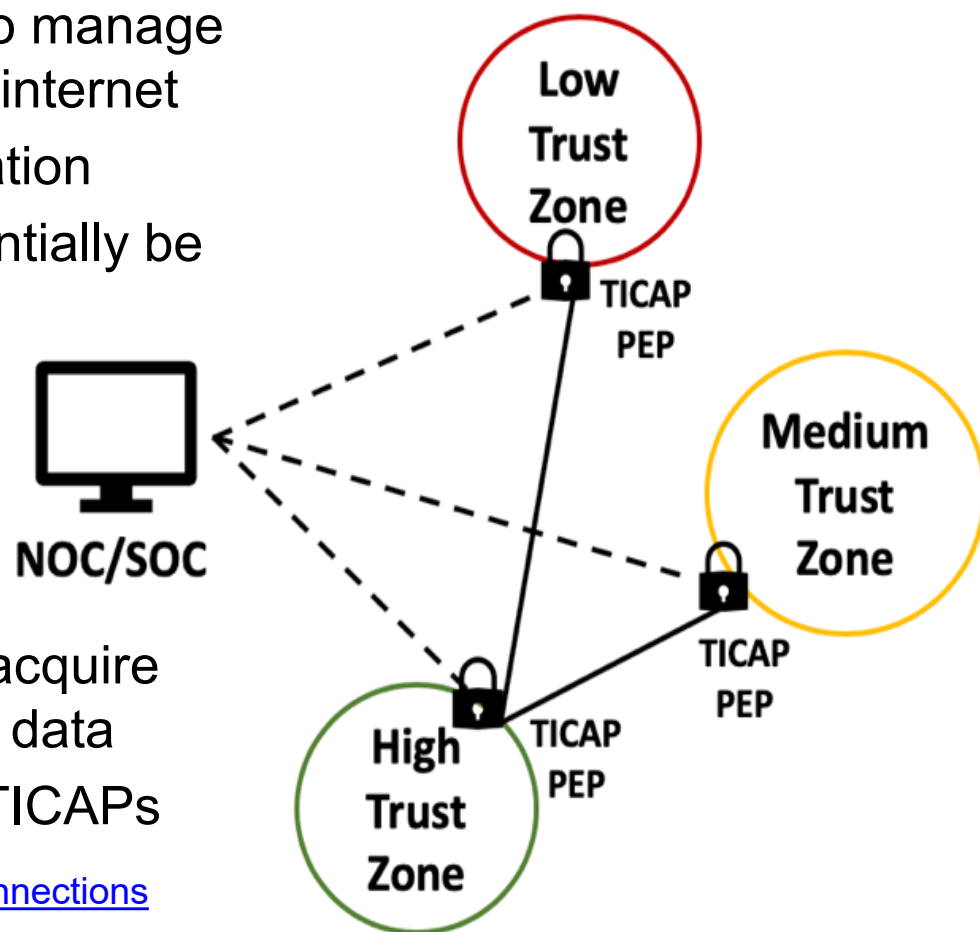 o manage
internet
ation
ntially be
acquire
data
TICAPs
nnections
Low
Trust
Zone
TICAP
PEP
Medium
Trust
Zone
TICAP
PEP
NOC/SOC
High
Trust
Zone
TICAP
PEP